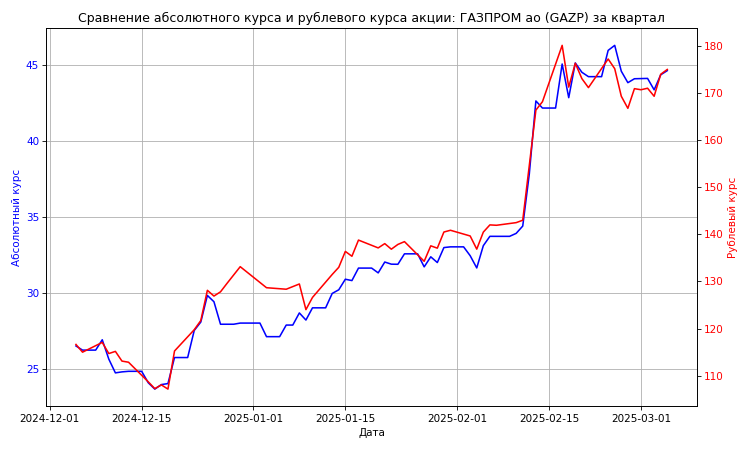 Сравнение абсолютного курса и рублевого курса акции: ГАЗПРОМ ао (GAZP) за квартал
45
40
35
30
25
Абсолютный курс
180
170
160
150
140
130
120
110
Рублевый курс
2024-12-01 2024-12-15 2025-01-01 2025-01-15 2025-02-01 2025-02-15 2025-03-01
Дата